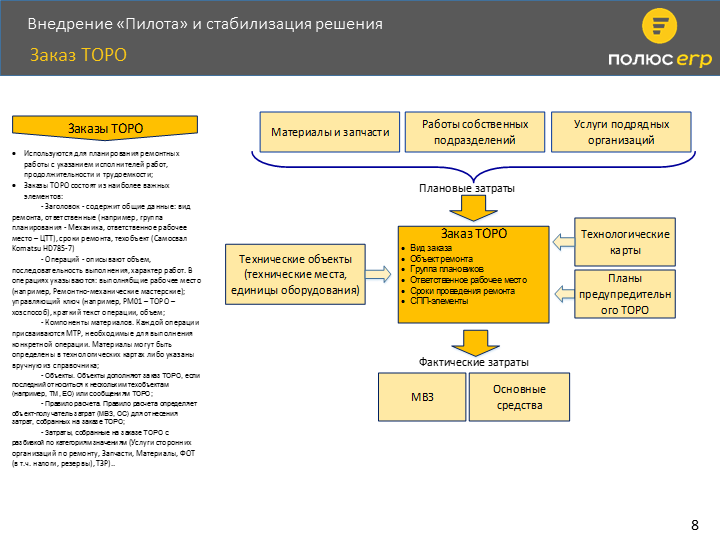 Внедрение «Пилота» и стабилизация решения
Заказ ТОРО
ПОЛЮС erp
Заказы ТОРО
• Используются для планирования ремонтных
работ с указанием исполнителей работ,
продолжительности и трудоемкости;
• Заказы ТОРО состоят из наиболее важных
элементов:
- Заголовок - содержит общие данные: вид
ремонта, ответственные (например, группа
планирования - Механика, ответственное рабочее
место – ЦТТ), сроки ремонта, техобъект (Самосвал
Komatsu HD785-7)
- Операций - описывают объем,
последовательность выполнения, характер работ. В
операциях указываются: выполнябщие рабочее место
(например, Ремонтно-механические мастерские);
управляющий ключ (например, PM01 – ТОРО –
хозспособ), краткий текст операции, объем;
- Компоненты материалов. Каждой операции
присваиваются МТР, необходимые для выполнения
конкретной операции. Материалы могут быть
определены в технологических картах либо указаны
вручную из справочника;
- Объекты. Объекты дополняют заказ ТОРО, если
последний относиться к нескольким техобъектам
(например, ТМ, ЕО) или сообщениям ТОРО;
- Правило расчета. Правило расчета определяет
объект-получатель затрат (МВЗ, ОС) для отнесения
затрат, собранных на заказе ТОРО;
- Затраты, собранные на заказе ТОРО с
разбивкой по категориям значениям (Услуги сторонних
организаций по ремонту, Запчасти, Материалы, ФОТ
(в т.ч. налоги, резервы), ТЗР)..
Материалы и запчасти
Работы собственных
подразделений
Услуги подрядных
организаций
Плановые затраты
Технические объекты
(технические места,
единицы оборудования)
Заказ ТОРО
• Вид заказа
• Объект ремонта
• Группа плановиков
• Ответственное рабочее место
• Сроки проведения ремонта
• СПП-элементы
Технологические
карты
Планы
предупредительн
ого ТОРО
Фактические затраты
МВЗ
Основные
средства
8